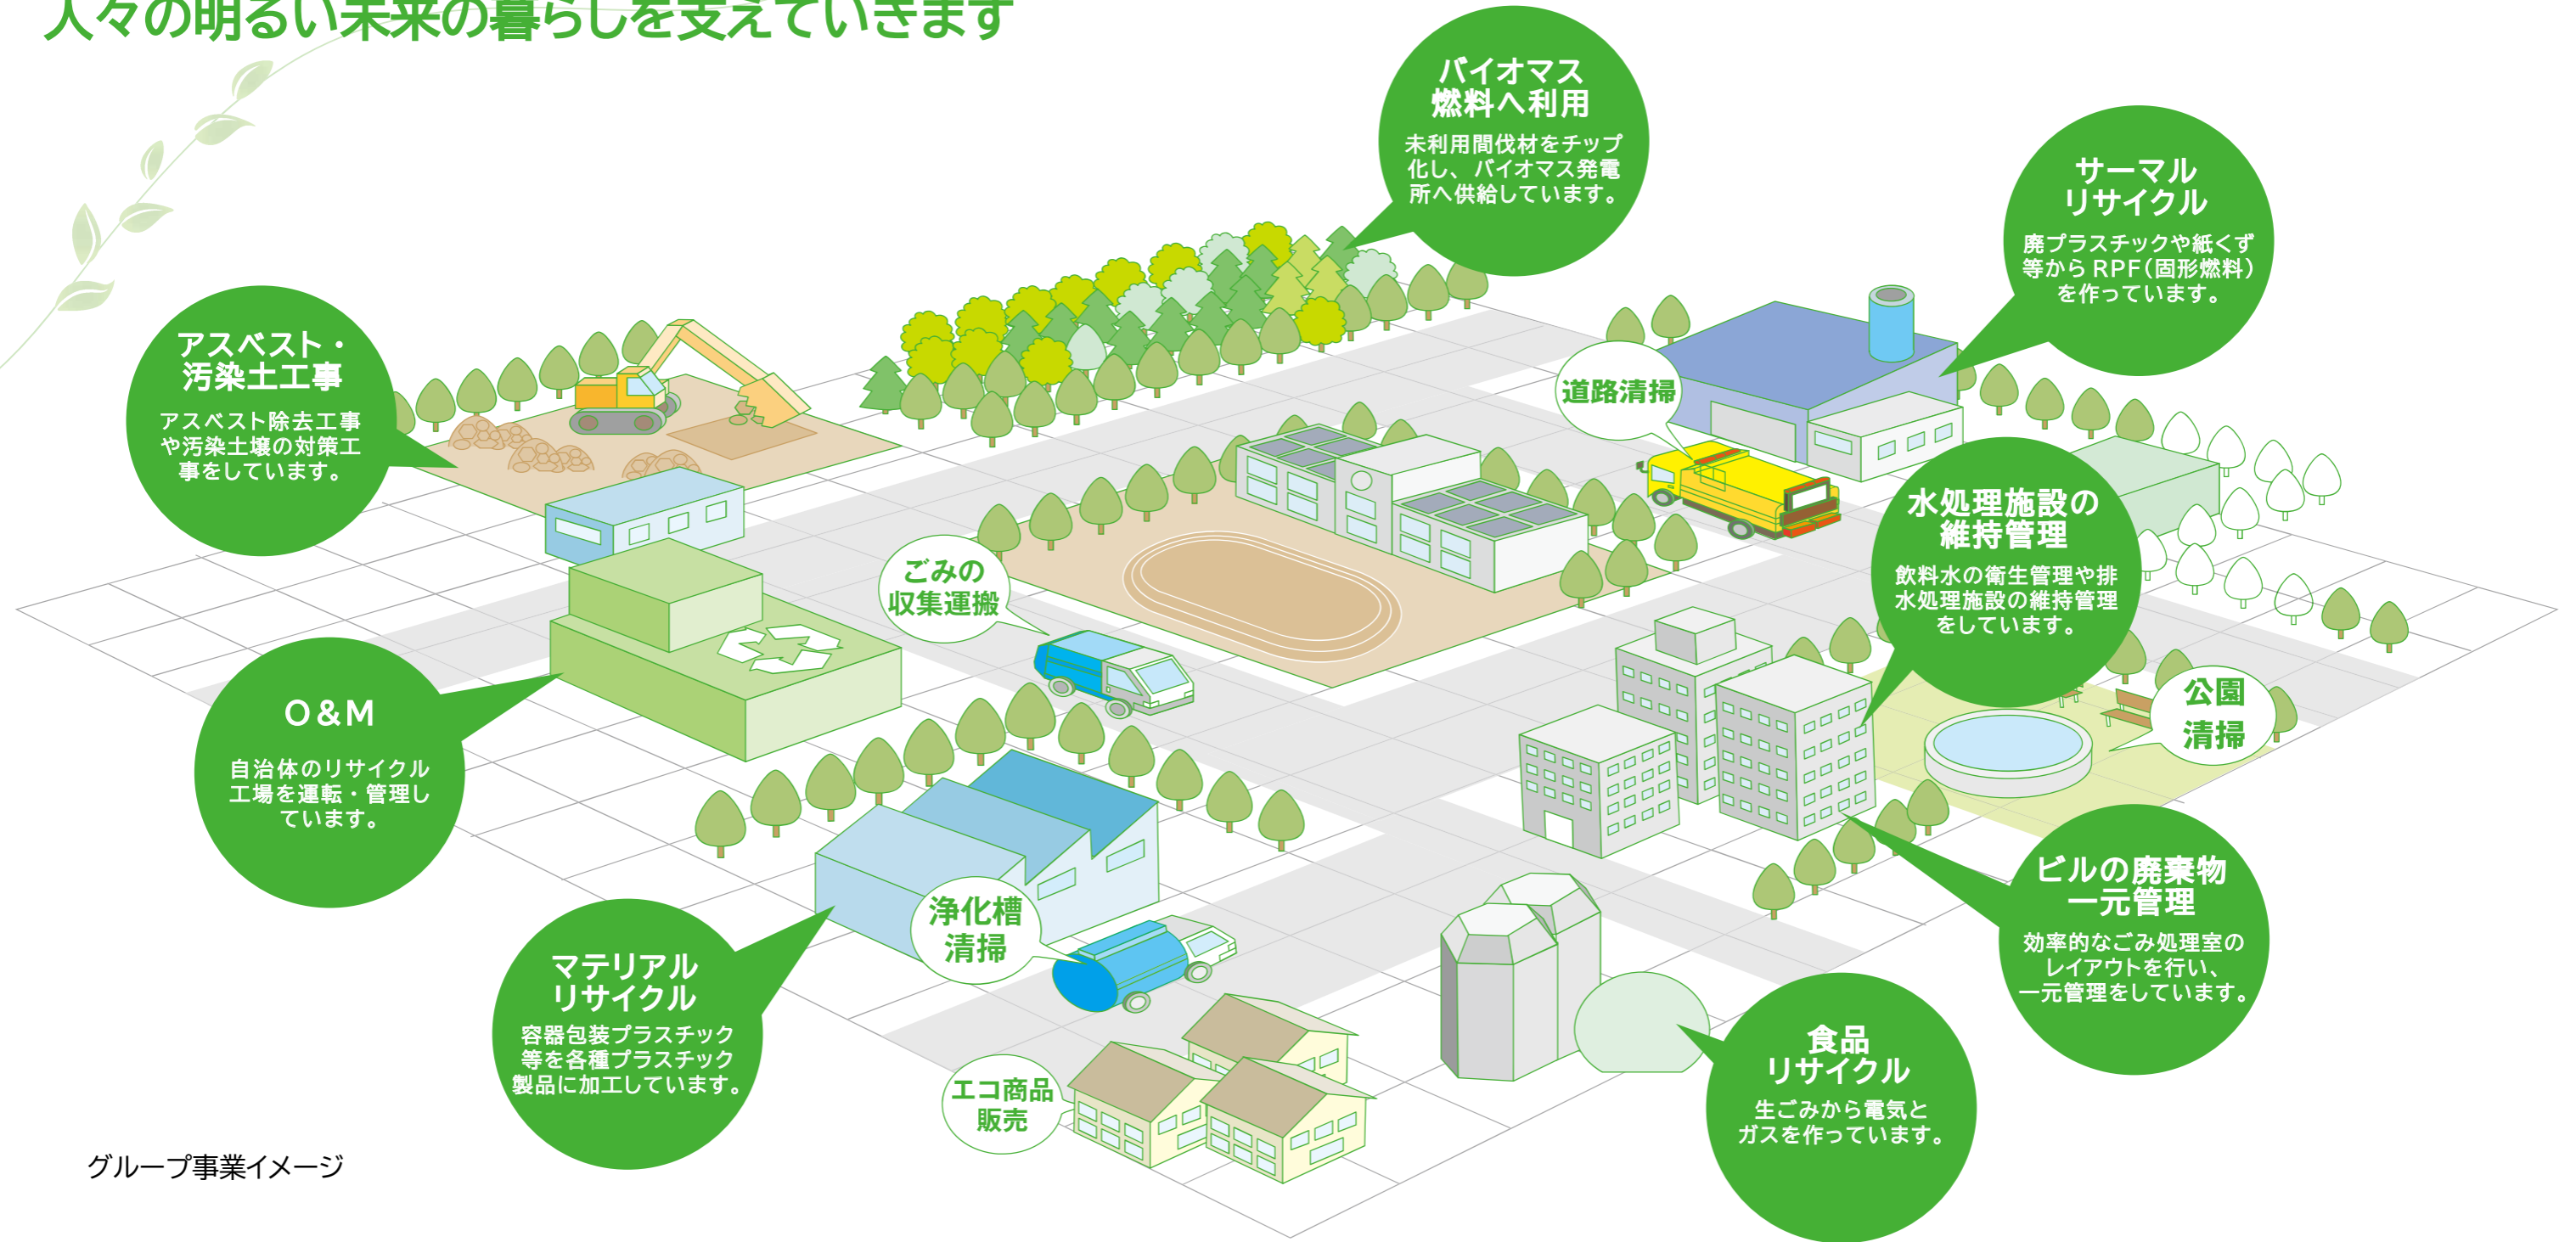 人々の明るい未来の暮らしを支えていきます
バイオマス
燃料へ利用
未利用間伐材をチップ
化し、バイオマス発電
所へ供給しています。
サーマル
リサイクル
廃プラスチックや紙くず
等からRPF(固形燃料)
を作っています。
アスベスト・
汚染土工事
アスベスト除去工事
や汚染土壌の対策工
事をしています。
道路清掃
水処理施設の
維持管理
飲料水の衛生管理や排
水処理施設の維持管理
をしています。
ごみの
収集運搬
O&M
自治体のリサイクル
工場を運転・管理し
ています。
公園
清掃
ビルの廃棄物
一元管理
効率的なごみ処理室の
レイアウトを行い、
一元管理をしています。
浄化槽
清掃
マテリアル
リサイクル
容器包装プラスチック
等を各種プラスチック
製品に加工しています。
食品
リサイクル
生ごみから電気と
ガスを作っています。
エコ商品
販売
グループ事業イメージ